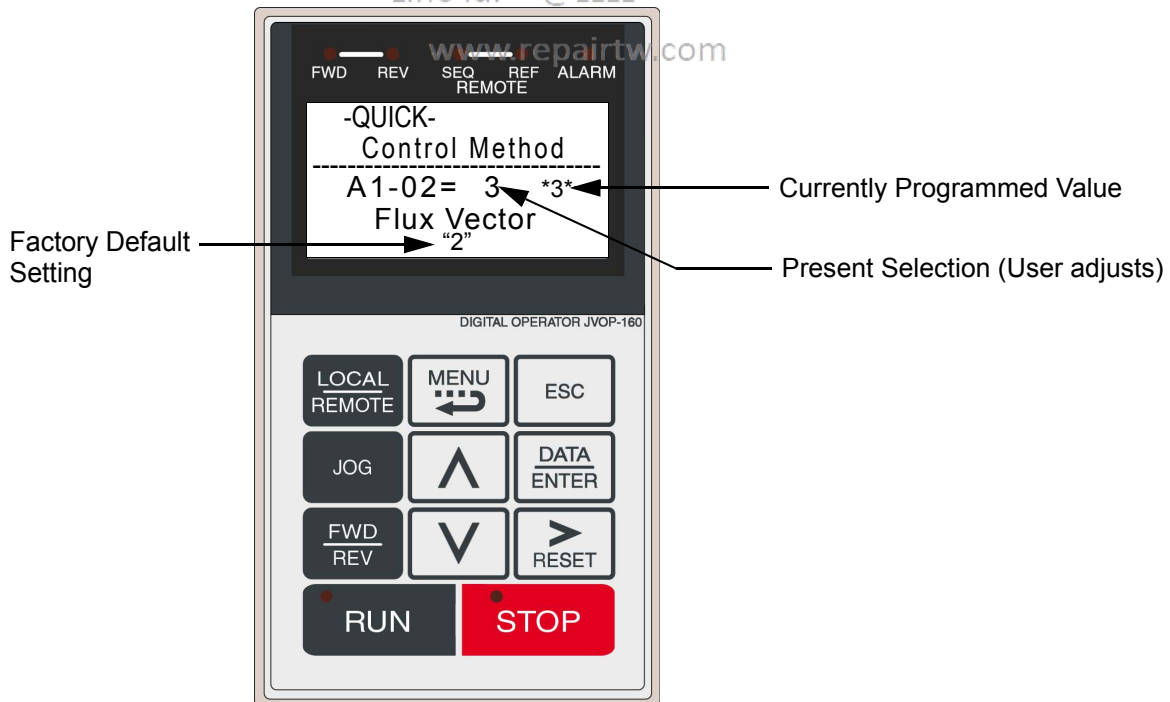 www.repairtw.com
FWD REV SEQ REF ALARM
REMOTE
-QUICK-
Control Method
A1-02= 3 *3*
Flux Vector
“2”
Currently Programmed Value
Present Selection (User adjusts)
Factory Default
Setting
DIGITAL OPERATOR JVOP-160
LOCAL
REMOTE
MENU
ESC
JOG
DATA
ENTER
FWD
REV
>
RESET
RUN
STOP